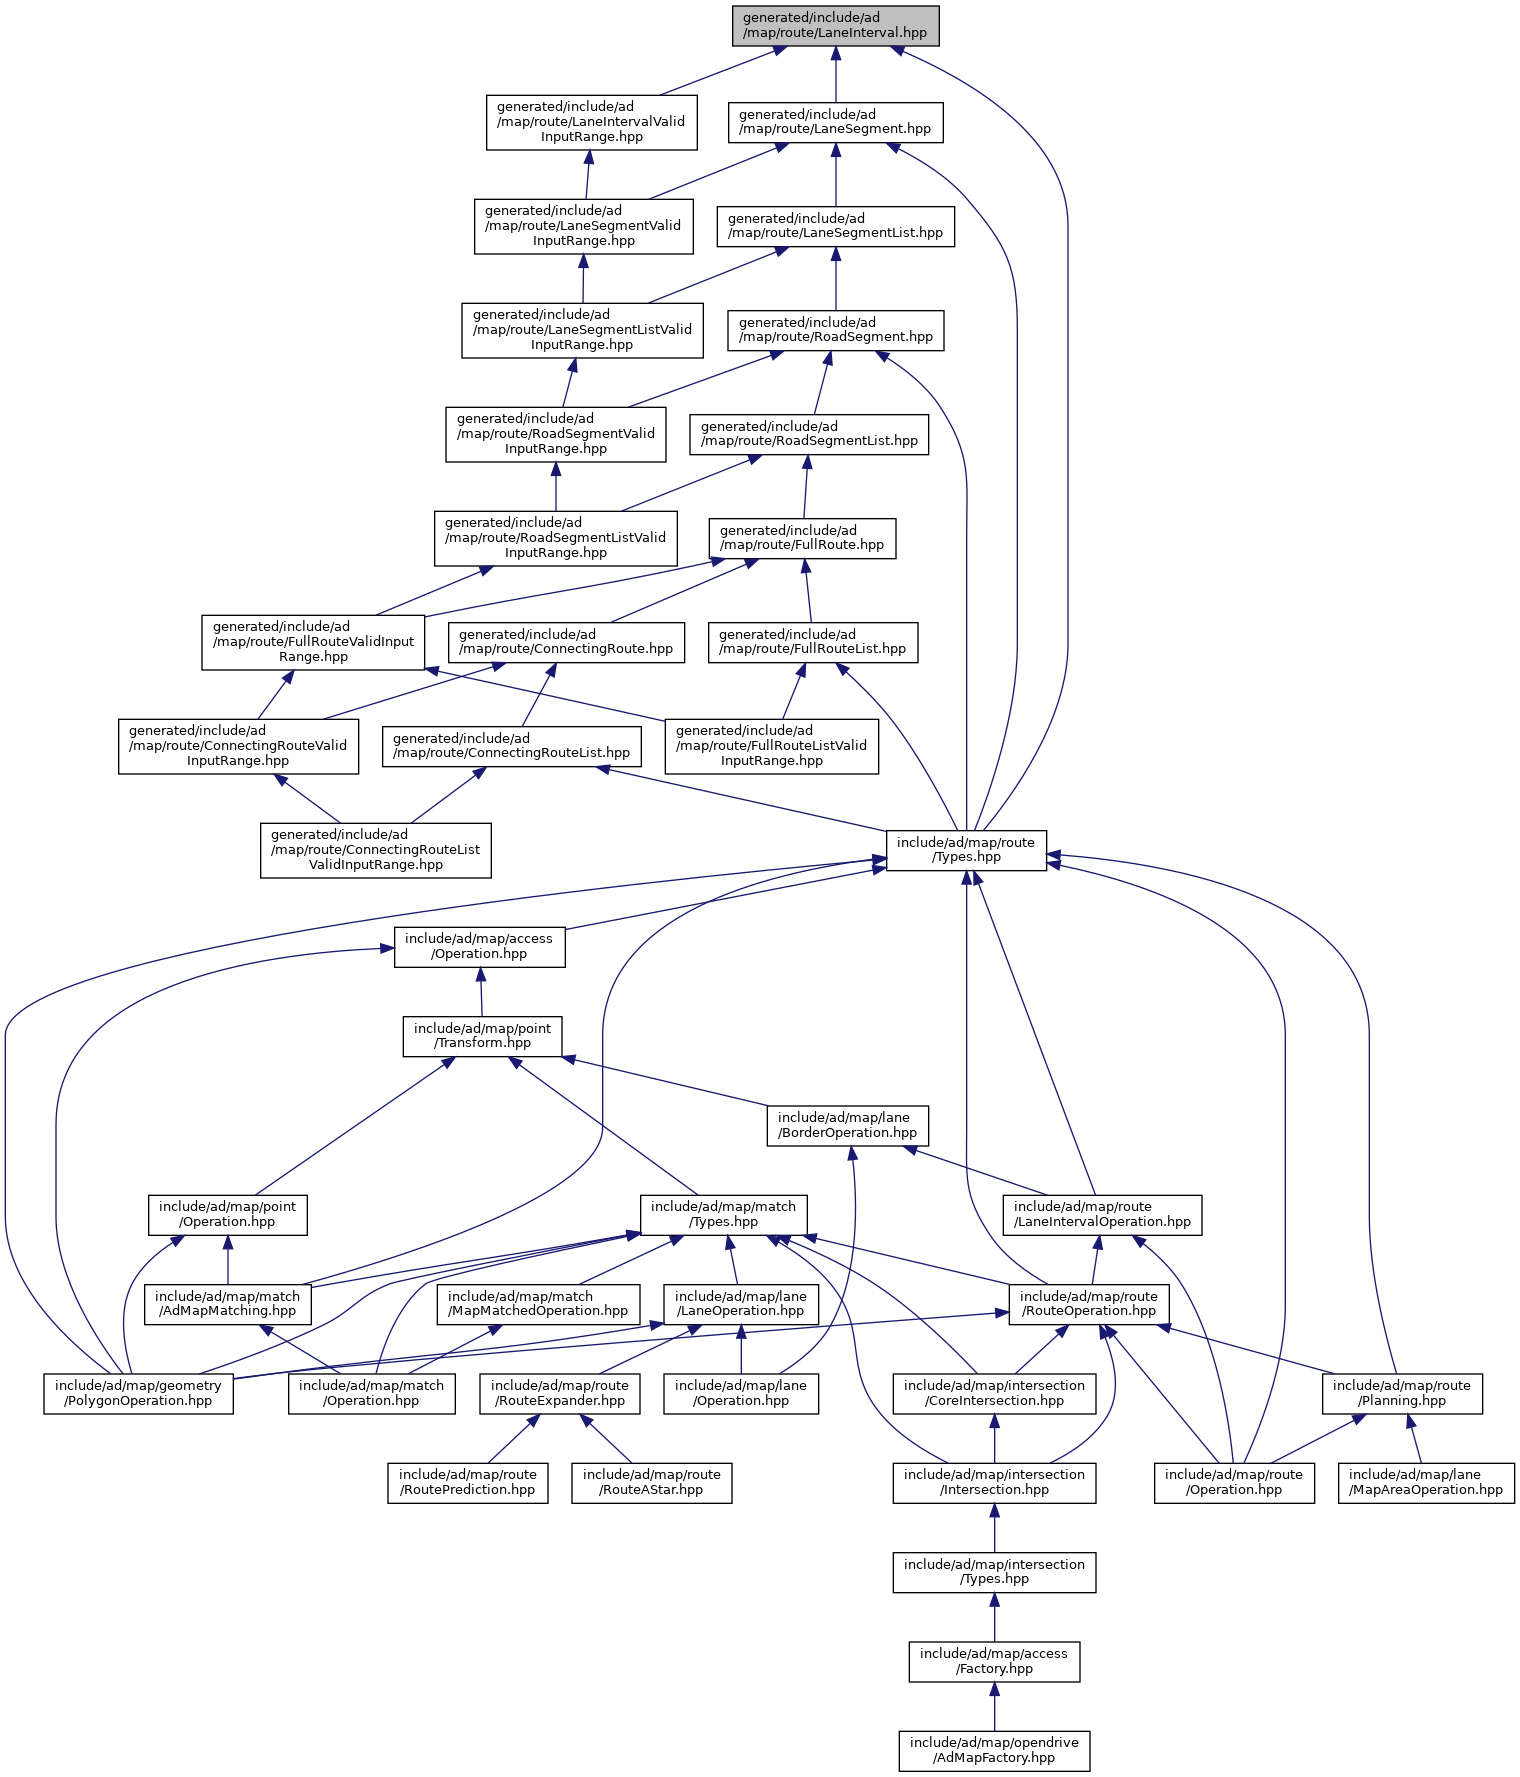 generated/include/ad
/map/route/LaneInterval.hpp
generated/include/ad
/map/route/LaneIntervalValid
InputRange.hpp
generated/include/ad
/map/route/LaneSegment.hpp
generated/include/ad
/map/route/LaneSegmentValid
InputRange.hpp
generated/include/ad
/map/route/LaneSegmentList.hpp
generated/include/ad
/map/route/LaneSegmentListValid
InputRange.hpp
generated/include/ad
/map/route/RoadSegment.hpp
generated/include/ad
/map/route/RoadSegmentValid
InputRange.hpp
generated/include/ad
/map/route/RoadSegmentList.hpp
generated/include/ad
/map/route/RoadSegmentListValid
InputRange.hpp
generated/include/ad
/map/route/FullRoute.hpp
generated/include/ad
/map/route/FullRouteValidInput
Range.hpp
generated/include/ad
/map/route/ConnectingRoute.hpp
generated/include/ad
/map/route/FullRouteList.hpp
generated/include/ad
/map/route/ConnectingRouteValid
InputRange.hpp
generated/include/ad
/map/route/ConnectingRouteList.hpp
generated/include/ad
/map/route/FullRouteListValid
InputRange.hpp
generated/include/ad
/map/route/ConnectingRouteList
ValidInputRange.hpp
include/ad/map/route
/Types.hpp
include/ad/map/access
/Operation.hpp
include/ad/map/point
/Transform.hpp
include/ad/map/lane
/BorderOperation.hpp
include/ad/map/point
/Operation.hpp
include/ad/map/match
/Types.hpp
include/ad/map/route
/LaneIntervalOperation.hpp
include/ad/map/match
/AdMapMatching.hpp
include/ad/map/match
/MapMatchedOperation.hpp
include/ad/map/lane
/LaneOperation.hpp
include/ad/map/route
/RouteOperation.hpp
include/ad/map/geometry
/PolygonOperation.hpp
include/ad/map/match
/Operation.hpp
include/ad/map/route
/RouteExpander.hpp
include/ad/map/lane
/Operation.hpp
include/ad/map/intersection
/CoreIntersection.hpp
include/ad/map/route
/Planning.hpp
include/ad/map/route
/RoutePrediction.hpp
include/ad/map/route
/RouteAStar.hpp
include/ad/map/intersection
/Intersection.hpp
include/ad/map/route
/Operation.hpp
include/ad/map/lane
/MapAreaOperation.hpp
include/ad/map/intersection
/Types.hpp
include/ad/map/access
/Factory.hpp
include/ad/map/opendrive
/AdMapFactory.hpp